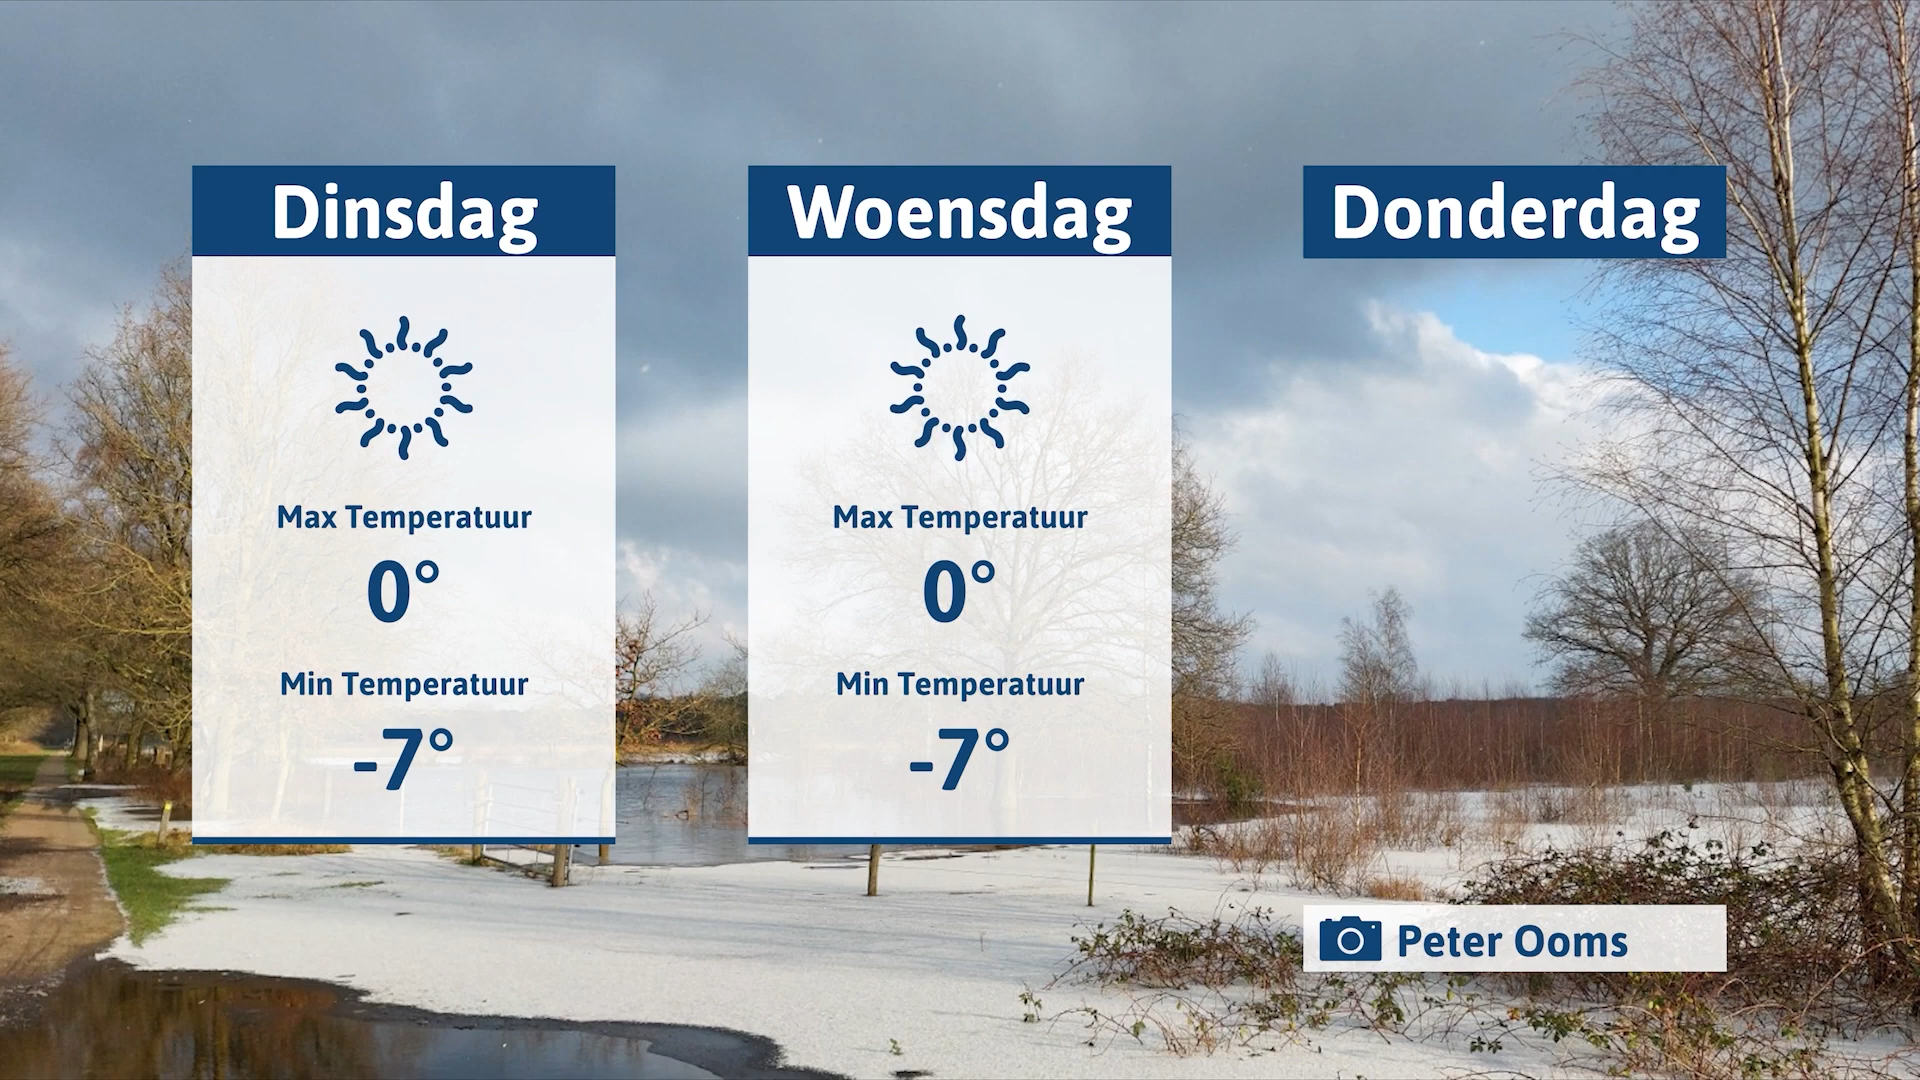 Dinsdag
Max Temperatuur
0°
Min Temperatuur
-7°
Woensdag
Max Temperatuur
0°
Min Temperatuur
-7°
Donderdag
Peter Ooms